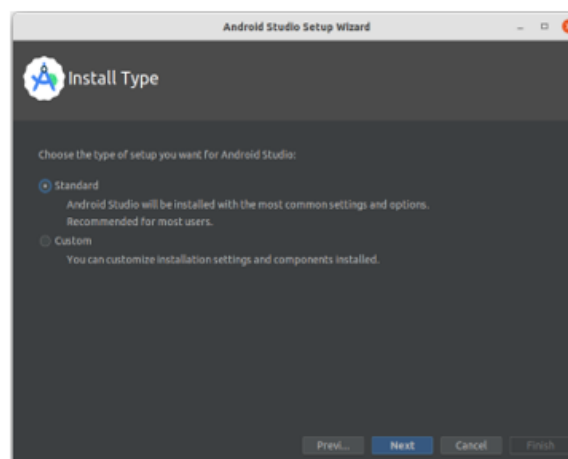 Android Studio Setup Wizard
Install Type
Choose the type of setup you want for Android Studio:
Standard
Android Studio will be installed with the most common settings and options.
Recommended for most users.
Custom
You can customize installation settings and components installed.
Previ... Next Cancel Finish